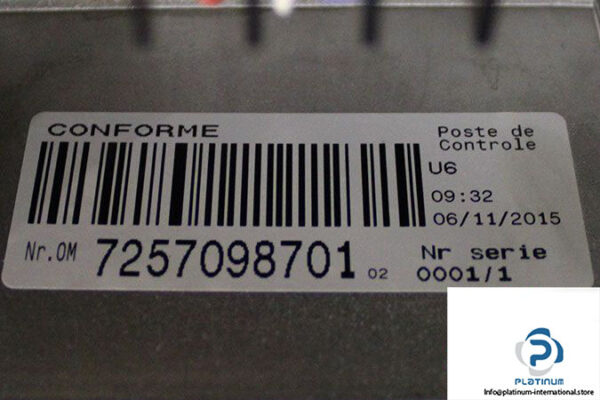 CONFORME
Poste de
Controle
U6
09:32
06/11/2015
Nr.OM 7257098701 02
Nr serie
0001/1
PLATINUM
Info@platinum-international.store